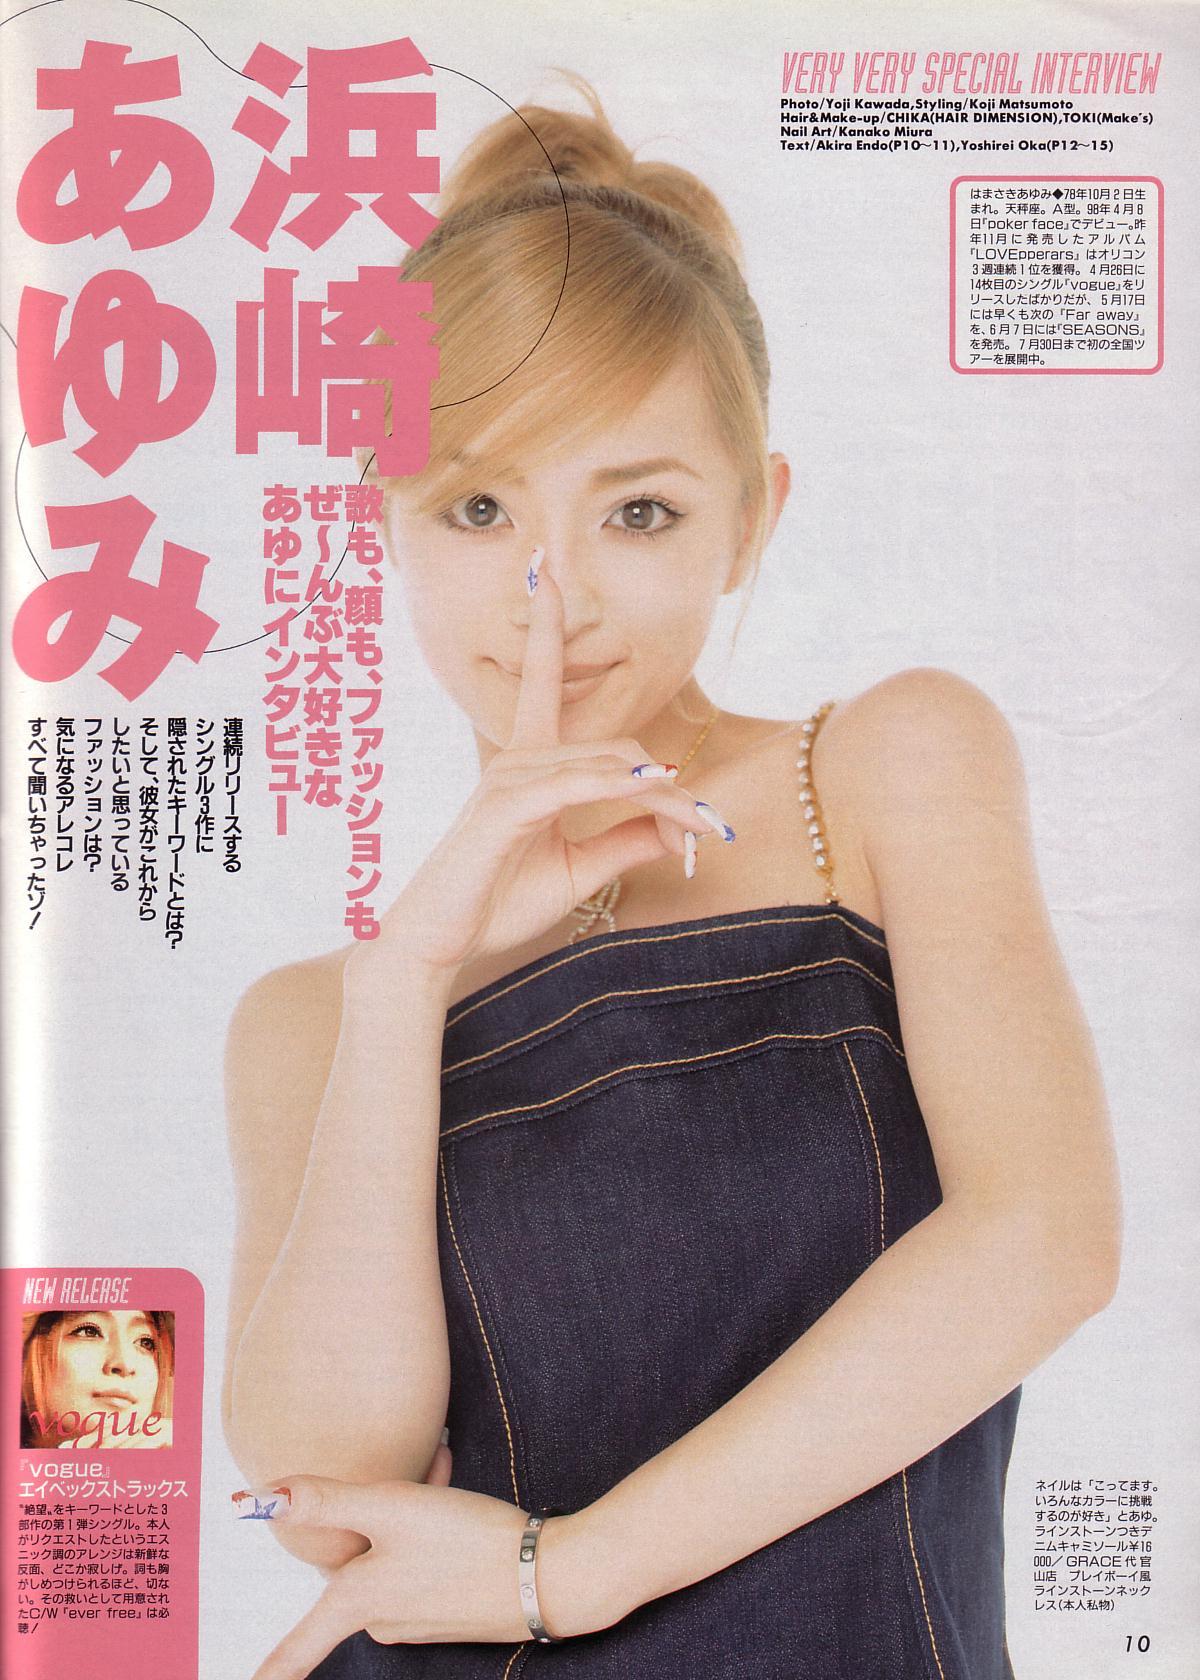 浜崎
あゆみ
歌も、顔も、ファッションも
ぜ〜んぶ大好きな
あゆにインタビュー
連続リリースする
シングル3作に
隠されたキーワードとは?
そして、彼女がこれから
したいと思っている
ファッションは?
気になるアレコレ
すべて聞いちゃったゾ!
VERY VERY SPECIAL INTERVIEW
Photo/Yoji Kawada,Styling/Koji Matsumoto
Hair&Make-up/CHIKA(HAIR DIMENSION),TOKI(Make's)
Nail Art/Kanako Miura
Text/Akira Endo(P10〜11),Yoshirei Oka(P12〜15)
はまさきあゆみ◆78年10月2日生
まれ。天秤座。A型。98年4月8
日『poker face』でデビュー。昨
年11月に発売したアルバム
『LOVEpperars』はオリコン
3週連続1位を獲得。4月26日に
14枚目のシングル『vogue』をリ
リースしたばかりだが、5月17日
には早くも次の『Far away』
を、6月7日には『SEASONS』
を発売。7月30日まで初の全国ツ
アーを展開中。
NEW RELEASE
vogue
『vogue』
エイベックストラックス
〝絶望〟をキーワードとした3
部作の第1弾シングル。本人
がリクエストしたというエス
ニック調のアレンジは新鮮な
反面、どこか寂しげ。詞も胸
がしめつけられるほど、切な
い。その救いとして用意され
たC/W『ever free』は必
聴!
ネイルは「こってます。
いろんなカラーに挑戦
するのが好き」とあゆ。
ラインストーンつきデ
ニムキャミソール¥16
000/GRACE代官
山店 プレイボーイ風
ラインストーンネック
レス(本人私物)
10